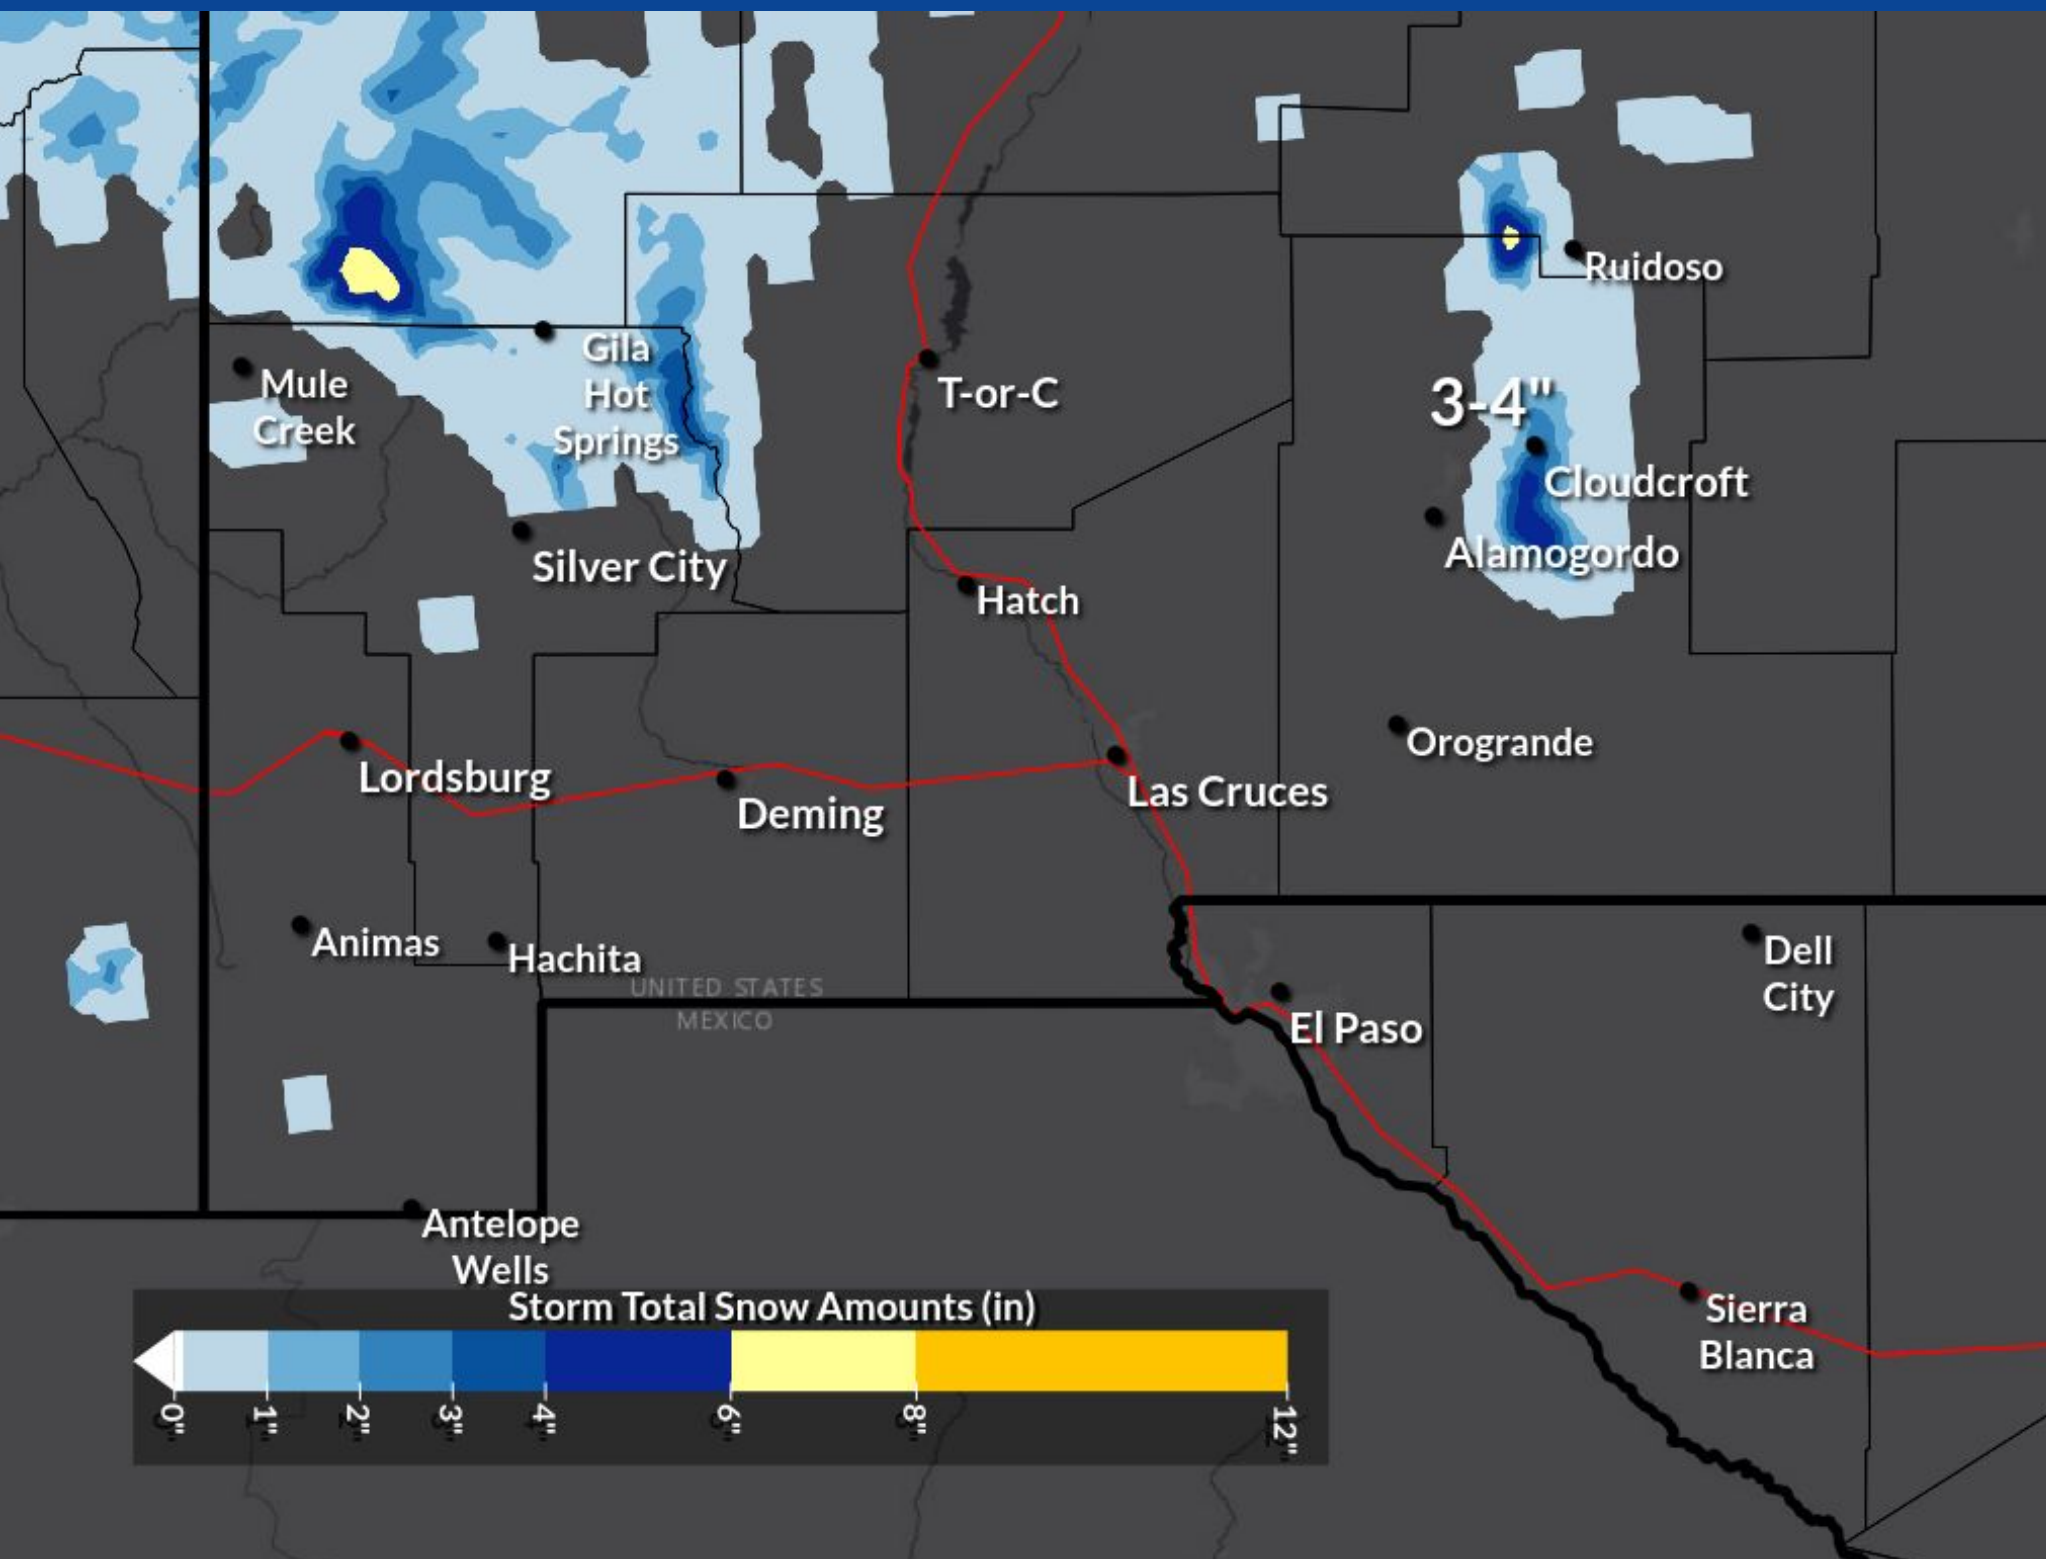 Ruidoso
Gila
Hot
Springs
Mule
Creek
T-or-C
3-4"
Cloudcroft
Alamogordo
Silver City
Hatch
Orogrande
Lordsburg
Las Cruces
Deming
Animas
Hachita
UNITED STATES
MEXICO
Dell
City
El Paso
Antelope
Wells
Sierra
Blanca
Storm Total Snow Amounts (in)
0" 1" 2" 3" 4" 6" 8" 12"